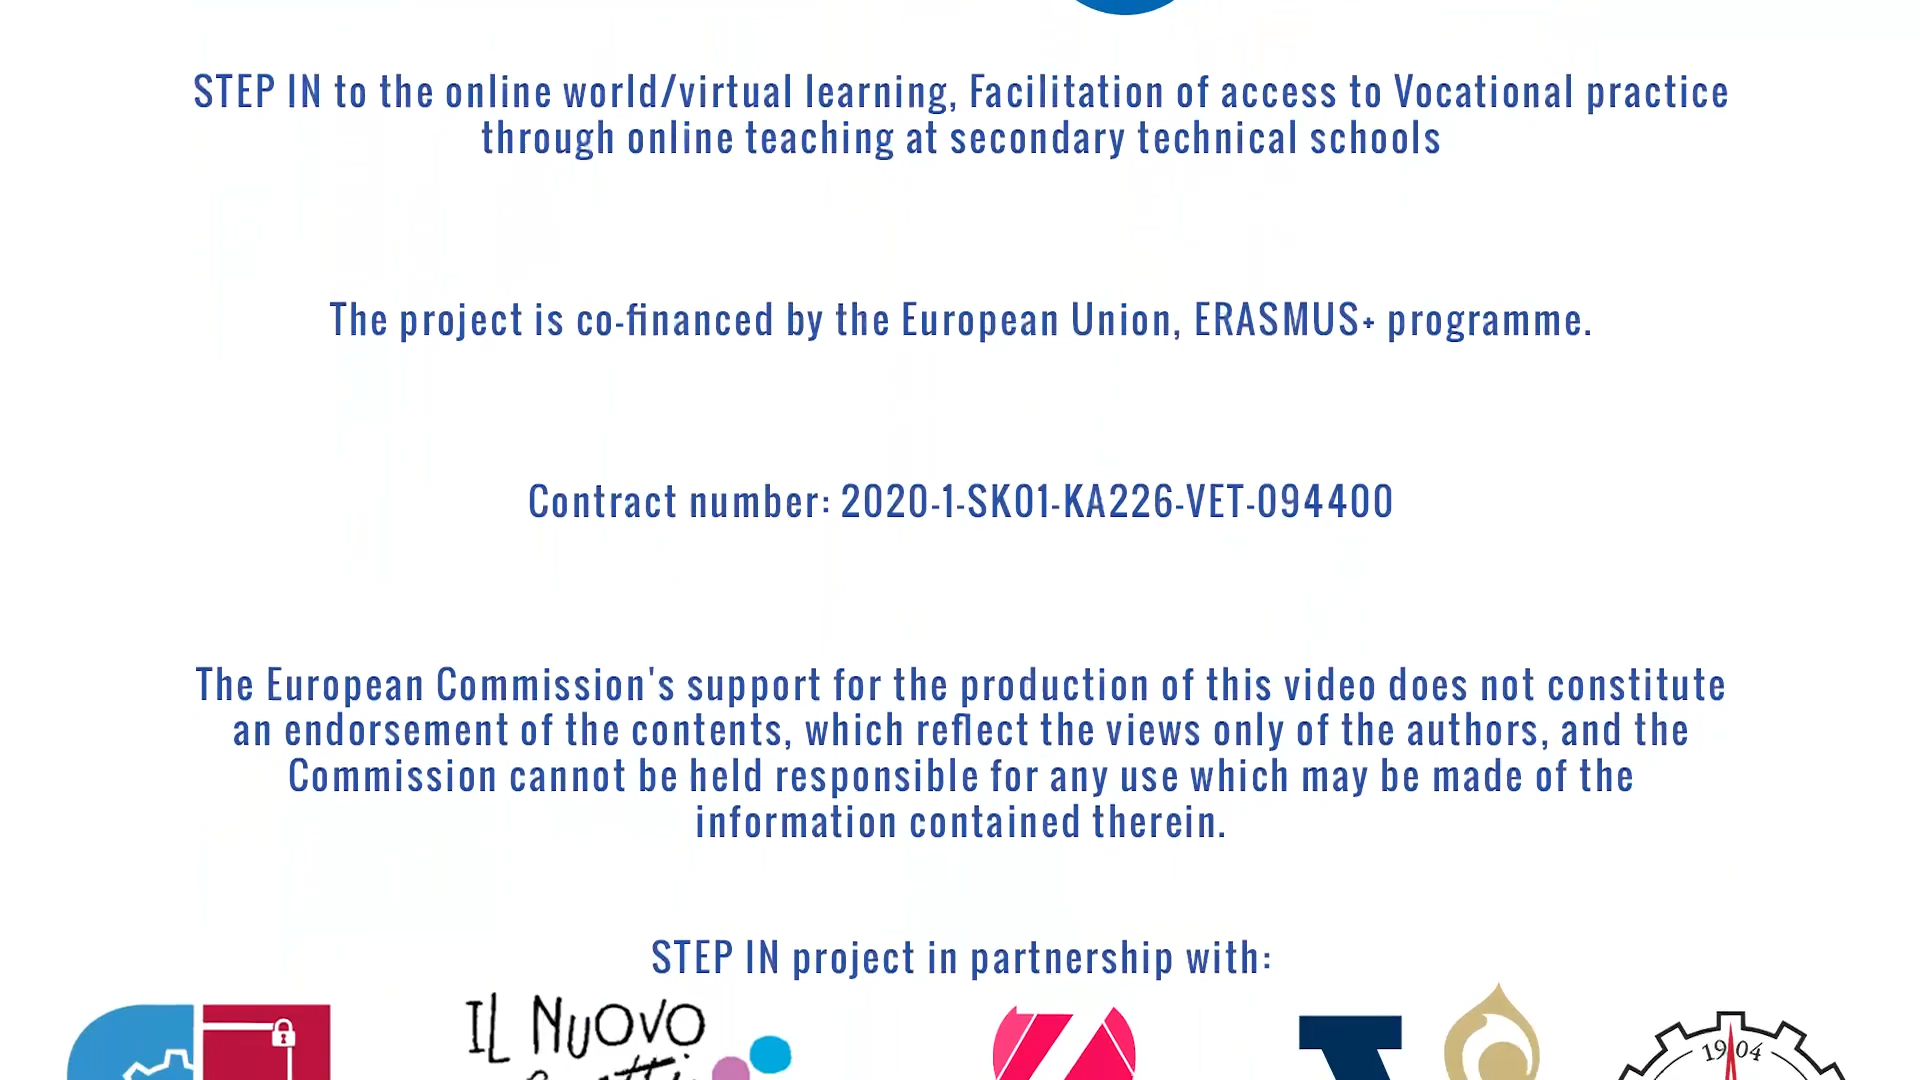 STEP IN to the online world/virtual learning, Facilitation of access to Vocational practice
through online teaching at secondary technical schools
The project is co-financed by the European Union, ERASMUS+ programme.
Contract number: 2020-1-SK01-KA226-VET-094400
The European Commission's support for the production of this video does not constitute
an endorsement of the contents, which reflect the views only of the authors, and the
Commission cannot be held responsible for any use which may be made of the
information contained therein.
STEP IN project in partnership with:
IL NUOVO
1904